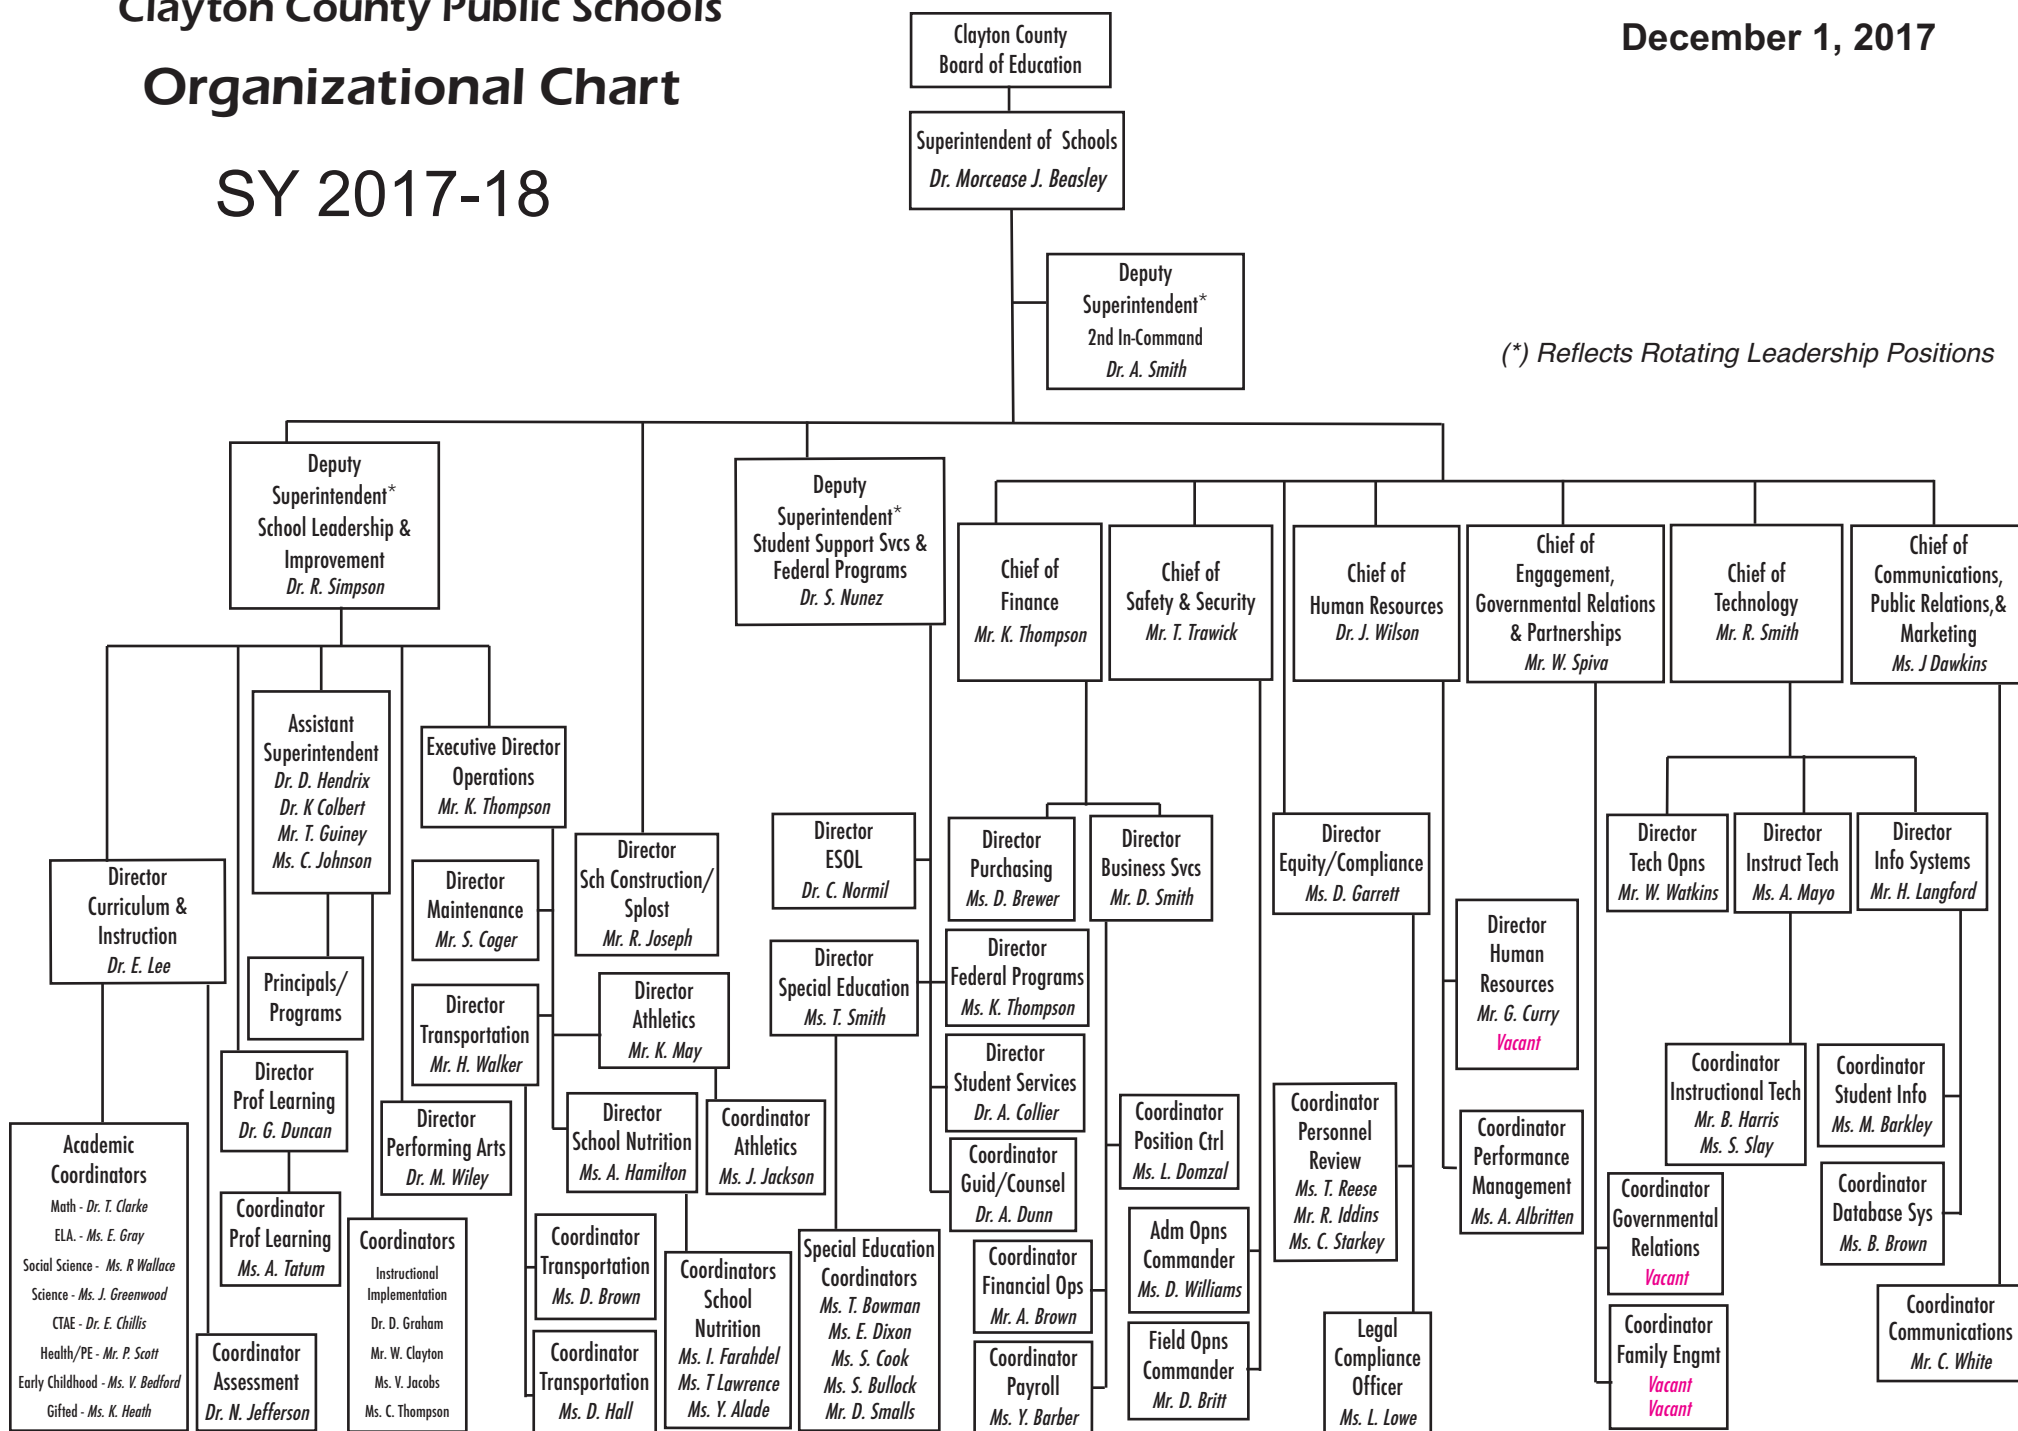 Clayton County Public Schools
Organizational Chart
SY 2017-18
December 1, 2017
(*) Reflects Rotating Leadership Positions
Clayton County
Board of Education
Superintendent of Schools
Dr. Morcease J. Beasley
Deputy
Superintendent*
2nd In-Command
Dr. A. Smith
Deputy
Superintendent*
School Leadership &
Improvement
Dr. R. Simpson
Deputy
Superintendent*
Student Support Svcs &
Federal Programs
Dr. S. Nunez
Chief of
Finance
Mr. K. Thompson
Chief of
Safety & Security
Mr. T. Trawick
Chief of
Human Resources
Dr. J. Wilson
Chief of
Engagement,
Governmental Relations
& Partnerships
Mr. W. Spiva
Chief of
Technology
Mr. R. Smith
Chief of
Communications,
Public Relations,&
Marketing
Ms. J Dawkins
Assistant
Superintendent
Dr. D. Hendrix
Dr. K Colbert
Mr. T. Guiney
Ms. C. Johnson
Executive Director
Operations
Mr. K. Thompson
Director
Curriculum &
Instruction
Dr. E. Lee
Director
Maintenance
Mr. S. Coger
Director
Sch Construction/
Splost
Mr. R. Joseph
Director
ESOL
Dr. C. Normil
Director
Purchasing
Ms. D. Brewer
Director
Business Svcs
Mr. D. Smith
Director
Equity/Compliance
Ms. D. Garrett
Director
Tech Opns
Mr. W. Watkins
Director
Instruct Tech
Ms. A. Mayo
Director
Info Systems
Mr. H. Langford
Principals/
Programs
Director
Transportation
Mr. H. Walker
Director
Athletics
Mr. K. May
Director
Special Education
Ms. T. Smith
Director
Federal Programs
Ms. K. Thompson
Director
Human
Resources
Mr. G. Curry
Vacant
Director
Prof Learning
Dr. G. Duncan
Director
Performing Arts
Dr. M. Wiley
Director
School Nutrition
Ms. A. Hamilton
Coordinator
Athletics
Ms. J. Jackson
Director
Student Services
Dr. A. Collier
Coordinator
Position Ctrl
Ms. L. Domzal
Coordinator
Personnel
Review
Ms. T. Reese
Mr. R. Iddins
Ms. C. Starkey
Coordinator
Performance
Management
Ms. A. Albritten
Coordinator
Instructional Tech
Mr. B. Harris
Ms. S. Slay
Coordinator
Student Info
Ms. M. Barkley
Academic
Coordinators
Math - Dr. T. Clarke
ELA. - Ms. E. Gray
Social Science - Ms. R Wallace
Science - Ms. J. Greenwood
CTAE - Dr. E. Chillis
Health/PE - Mr. P. Scott
Early Childhood - Ms. V. Bedford
Gifted - Ms. K. Heath
Coordinator
Prof Learning
Ms. A. Tatum
Coordinator
Assessment
Dr. N. Jefferson
Coordinators
Instructional
Implementation
Dr. D. Graham
Mr. W. Clayton
Ms. V. Jacobs
Ms. C. Thompson
Coordinator
Transportation
Ms. D. Brown
Coordinator
Transportation
Ms. D. Hall
Coordinators
School
Nutrition
Ms. I. Farahdel
Ms. T Lawrence
Ms. Y. Alade
Special Education
Coordinators
Ms. T. Bowman
Ms. E. Dixon
Ms. S. Cook
Ms. S. Bullock
Mr. D. Smalls
Coordinator
Guid/Counsel
Dr. A. Dunn
Coordinator
Financial Ops
Mr. A. Brown
Coordinator
Payroll
Ms. Y. Barber
Adm Opns
Commander
Ms. D. Williams
Field Opns
Commander
Mr. D. Britt
Legal
Compliance
Officer
Ms. L. Lowe
Coordinator
Governmental
Relations
Vacant
Coordinator
Family Engmt
Vacant
Vacant
Coordinator
Database Sys
Ms. B. Brown
Coordinator
Communications
Mr. C. White